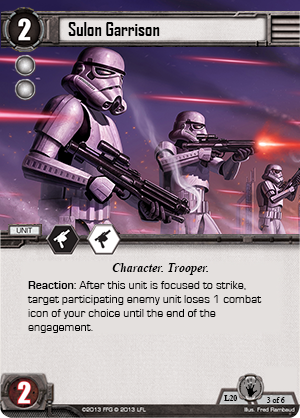 2
Sulon Garrison
UNIT
Character. Trooper.
Reaction: After this unit is focused to strike,
target participating enemy unit loses 1 combat
icon of your choice until the end of the
engagement.
2
©2013 FFG © 2013 LFL
L20
3 of 6
Illus. Fred Rambaud